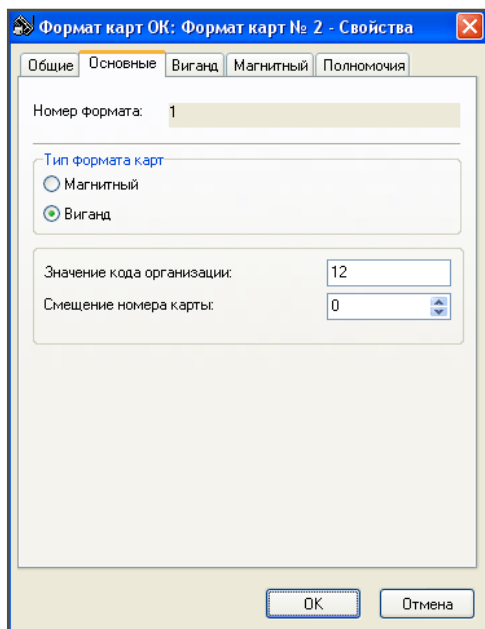 Формат карт ОК: Формат карт № 2 - Свойства
Общие Основные Виганд Магнитный Полномочия
Номер формата: 1
Тип формата карт
Магнитный
Виганд
Значение кода организации: 12
Смещение номера карты: 0
OK Отмена